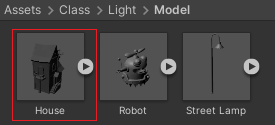 Assets > Class > Light > Model
House Robot Street Lamp